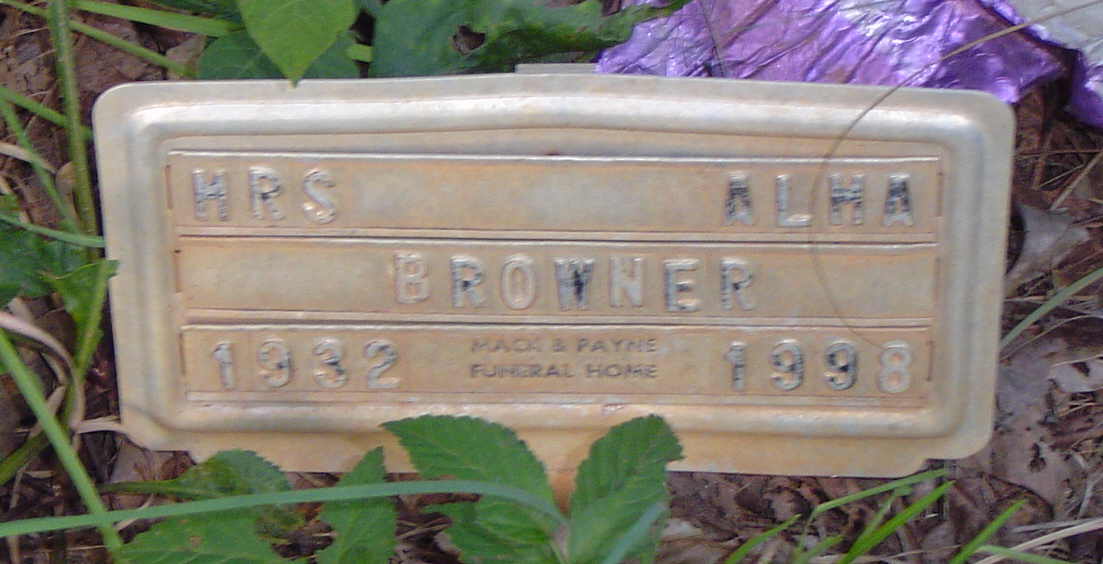 MRS ALMA
BROWNER
1932 MACK & PAYNE FUNERAL HOME 1998